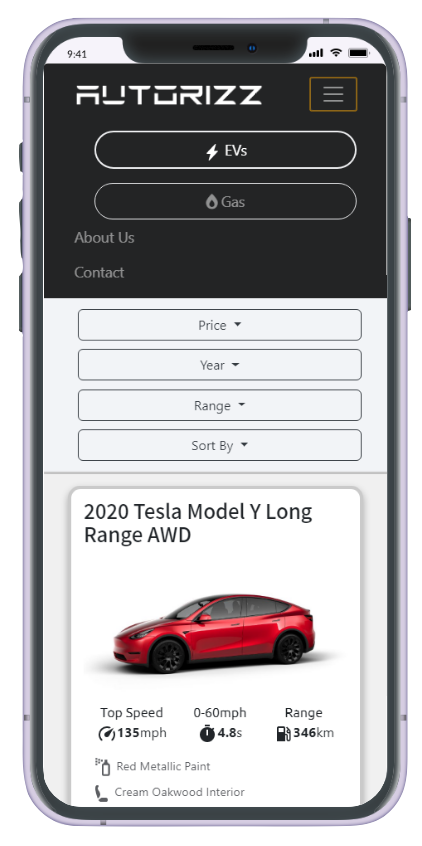 9:41
AUTORIZZ
EVs
Gas
About Us
Contact
Price
Year
Range
Sort By
2020 Tesla Model Y Long
Range AWD
Top Speed 0-60mph Range
135mph 4.8s 346km
Red Metallic Paint
Cream Oakwood Interior